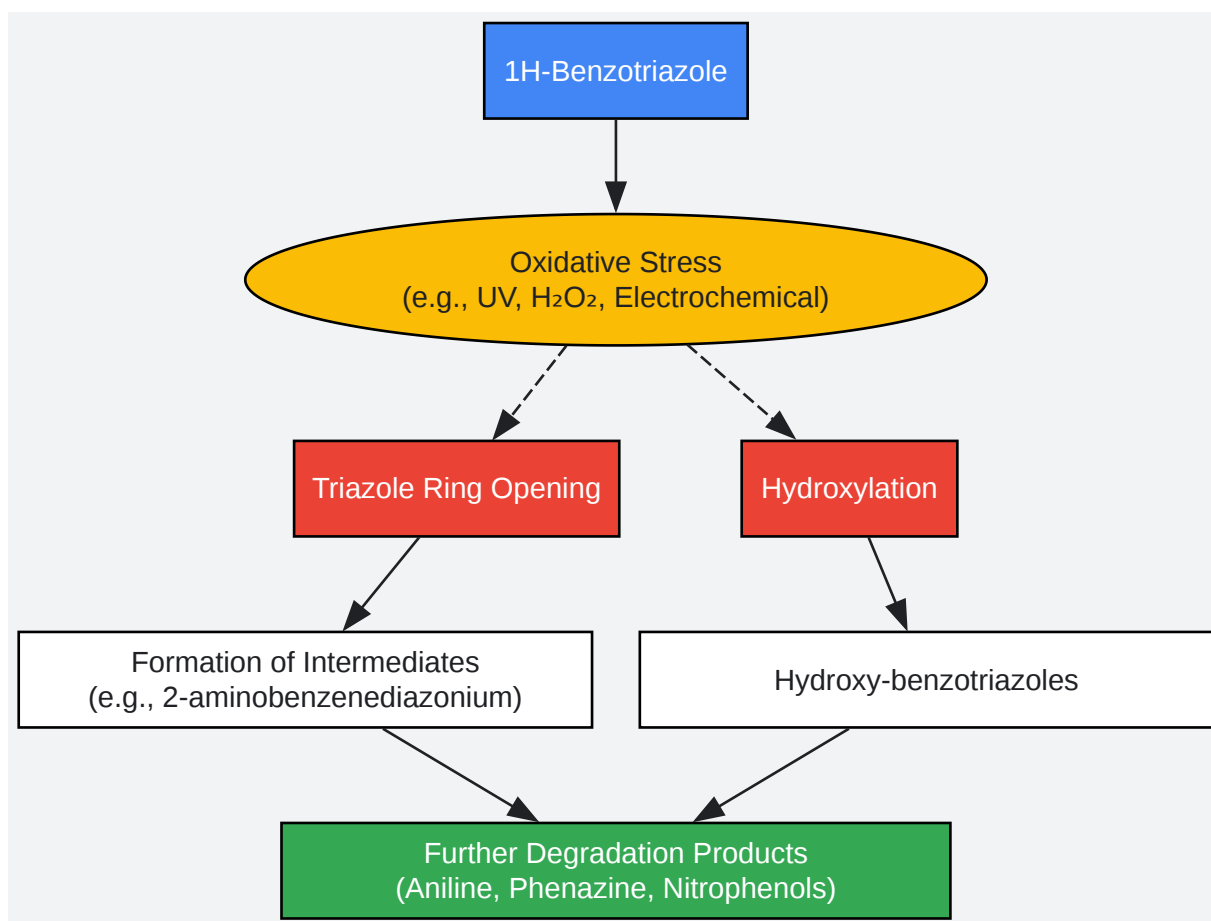 1H-Benzotriazole
Oxidative Stress
(e.g., UV, H₂O₂, Electrochemical)
Triazole Ring Opening
Hydroxylation
Formation of Intermediates
(e.g., 2-aminobenzenediazonium)
Hydroxy-benzotriazoles
Further Degradation Products
(Aniline, Phenazine, Nitrophenols)